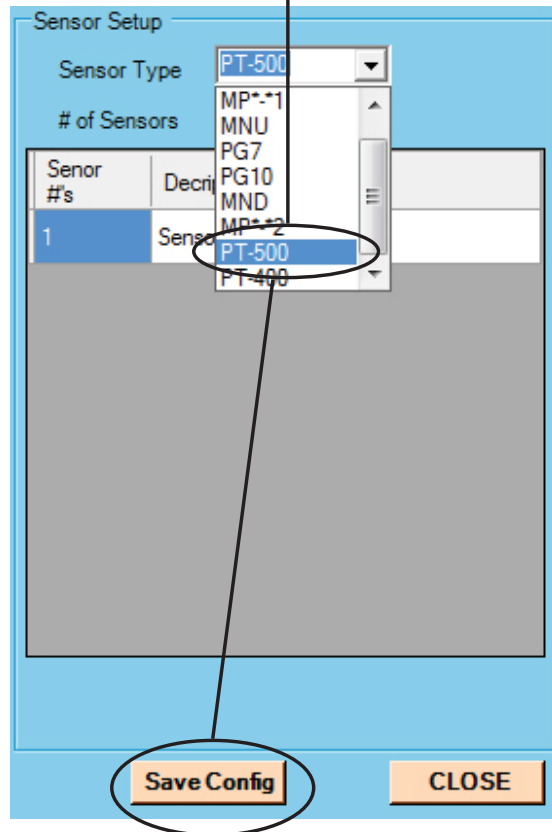 Sensor Setup
Sensor Type PT-500
# of Sensors
MP*-*1
MNU
PG7
PG10
MND
MP*-*2
PT-500
PT-400
Senor
#'s
1
Save Config CLOSE